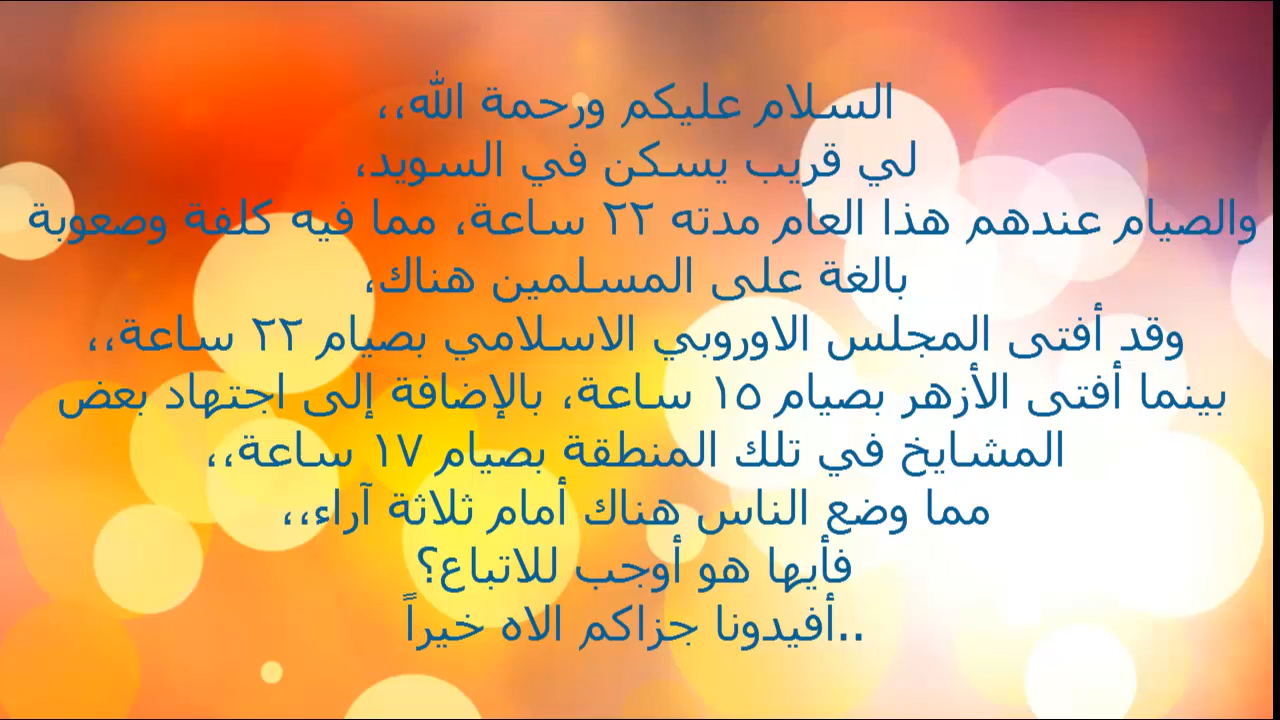 السلام عليكم ورحمة الله،،
لي قريب يسكن في السويد،
والصيام عندهم هذا العام مدته ٢٢ ساعة، مما فيه كلفة وصعوبة
بالغة على المسلمين هناك،
وقد أفتى المجلس الاوروبي الاسلامي بصيام ٢٢ ساعة،،
بينما أفتى الأزهر بصيام ١٥ ساعة، بالإضافة إلى اجتهاد بعض
المشايخ في تلك المنطقة بصيام ١٧ ساعة،،
مما وضع الناس هناك أمام ثلاثة آراء،،
فأيها هو أوجب للاتباع؟
..أفيدونا جزاكم الاه خيراً